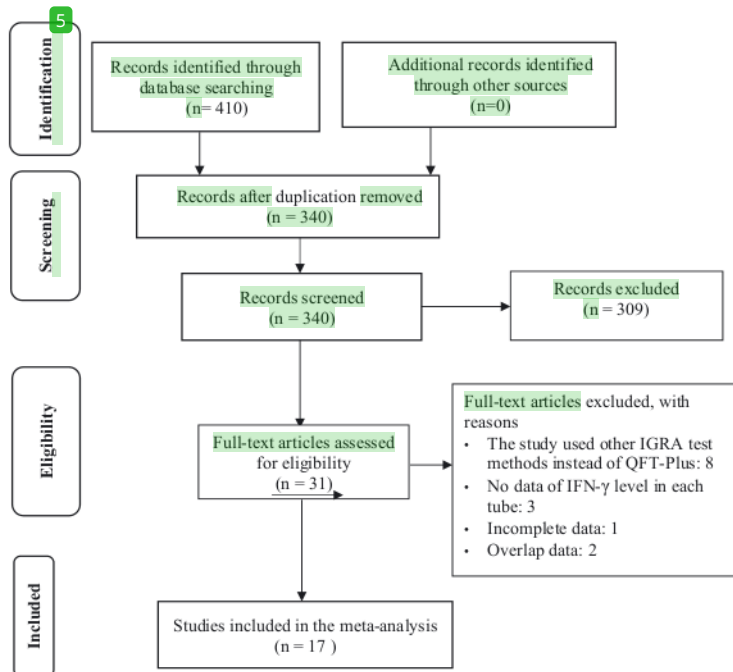 5
Identification
Records identified through
database searching
(n= 410)
Additional records identified
through other sources
(n=0)
Screening
Records after duplication removed
(n = 340)
Records screened
(n = 340)
Records excluded
(n = 309)
Eligibility
Full-text articles assessed
for eligibility
(n = 31)
Full-text articles excluded, with
reasons
• The study used other IGRA test
methods instead of QFT-Plus: 8
• No data of IFN-γ level in each
tube: 3
• Incomplete data: 1
• Overlap data: 2
Included
Studies included in the meta-analysis
(n = 17 )